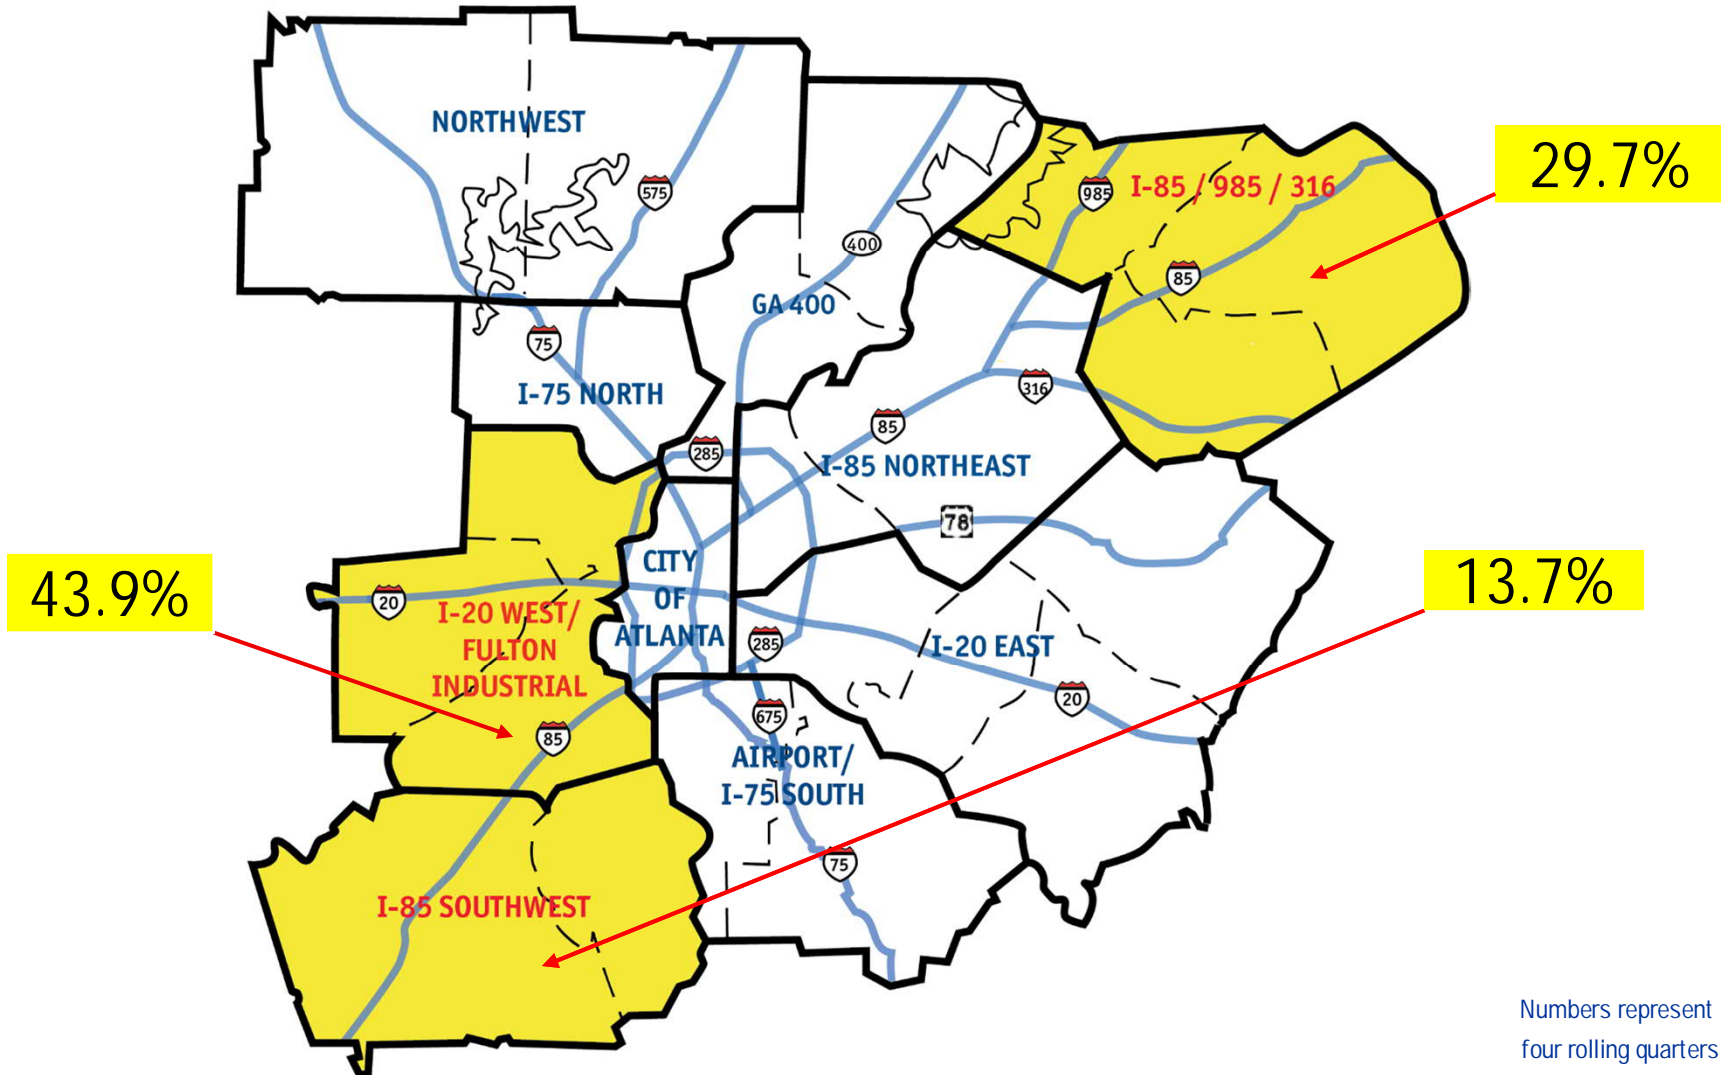 NORTHWEST
575
985
I-85 / 985 / 316
29.7%
400
85
GA 400
75
I-75 NORTH
316
85
285
I-85 NORTHEAST
78
CITY
OF
ATLANTA
43.9%
20
I-20 WEST/
FULTON
INDUSTRIAL
13.7%
285
I-20 EAST
20
675
85
AIRPORT/
I-75 SOUTH
75
I-85 SOUTHWEST
Numbers represent
four rolling quarters